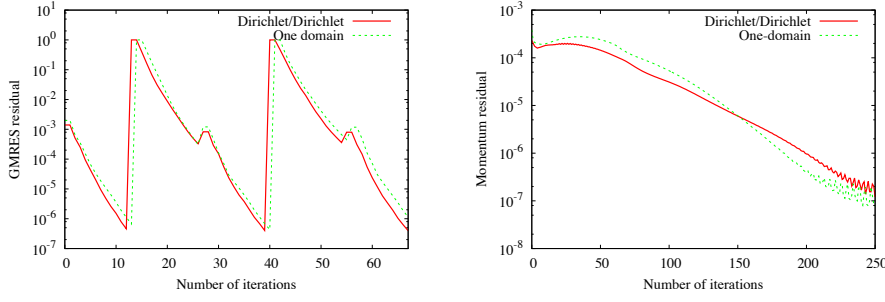 Dirichlet/Dirichlet
One domain
10^1
10^0
10^-1
10^-2
10^-3
10^-4
10^-5
10^-6
10^-7
GMRES residual
0 10 20 30 40 50 60
Number of iterations
Dirichlet/Dirichlet
One-domain
10^-3
10^-4
10^-5
10^-6
10^-7
10^-8
Momentum residual
0 50 100 150 200 250
Number of iterations